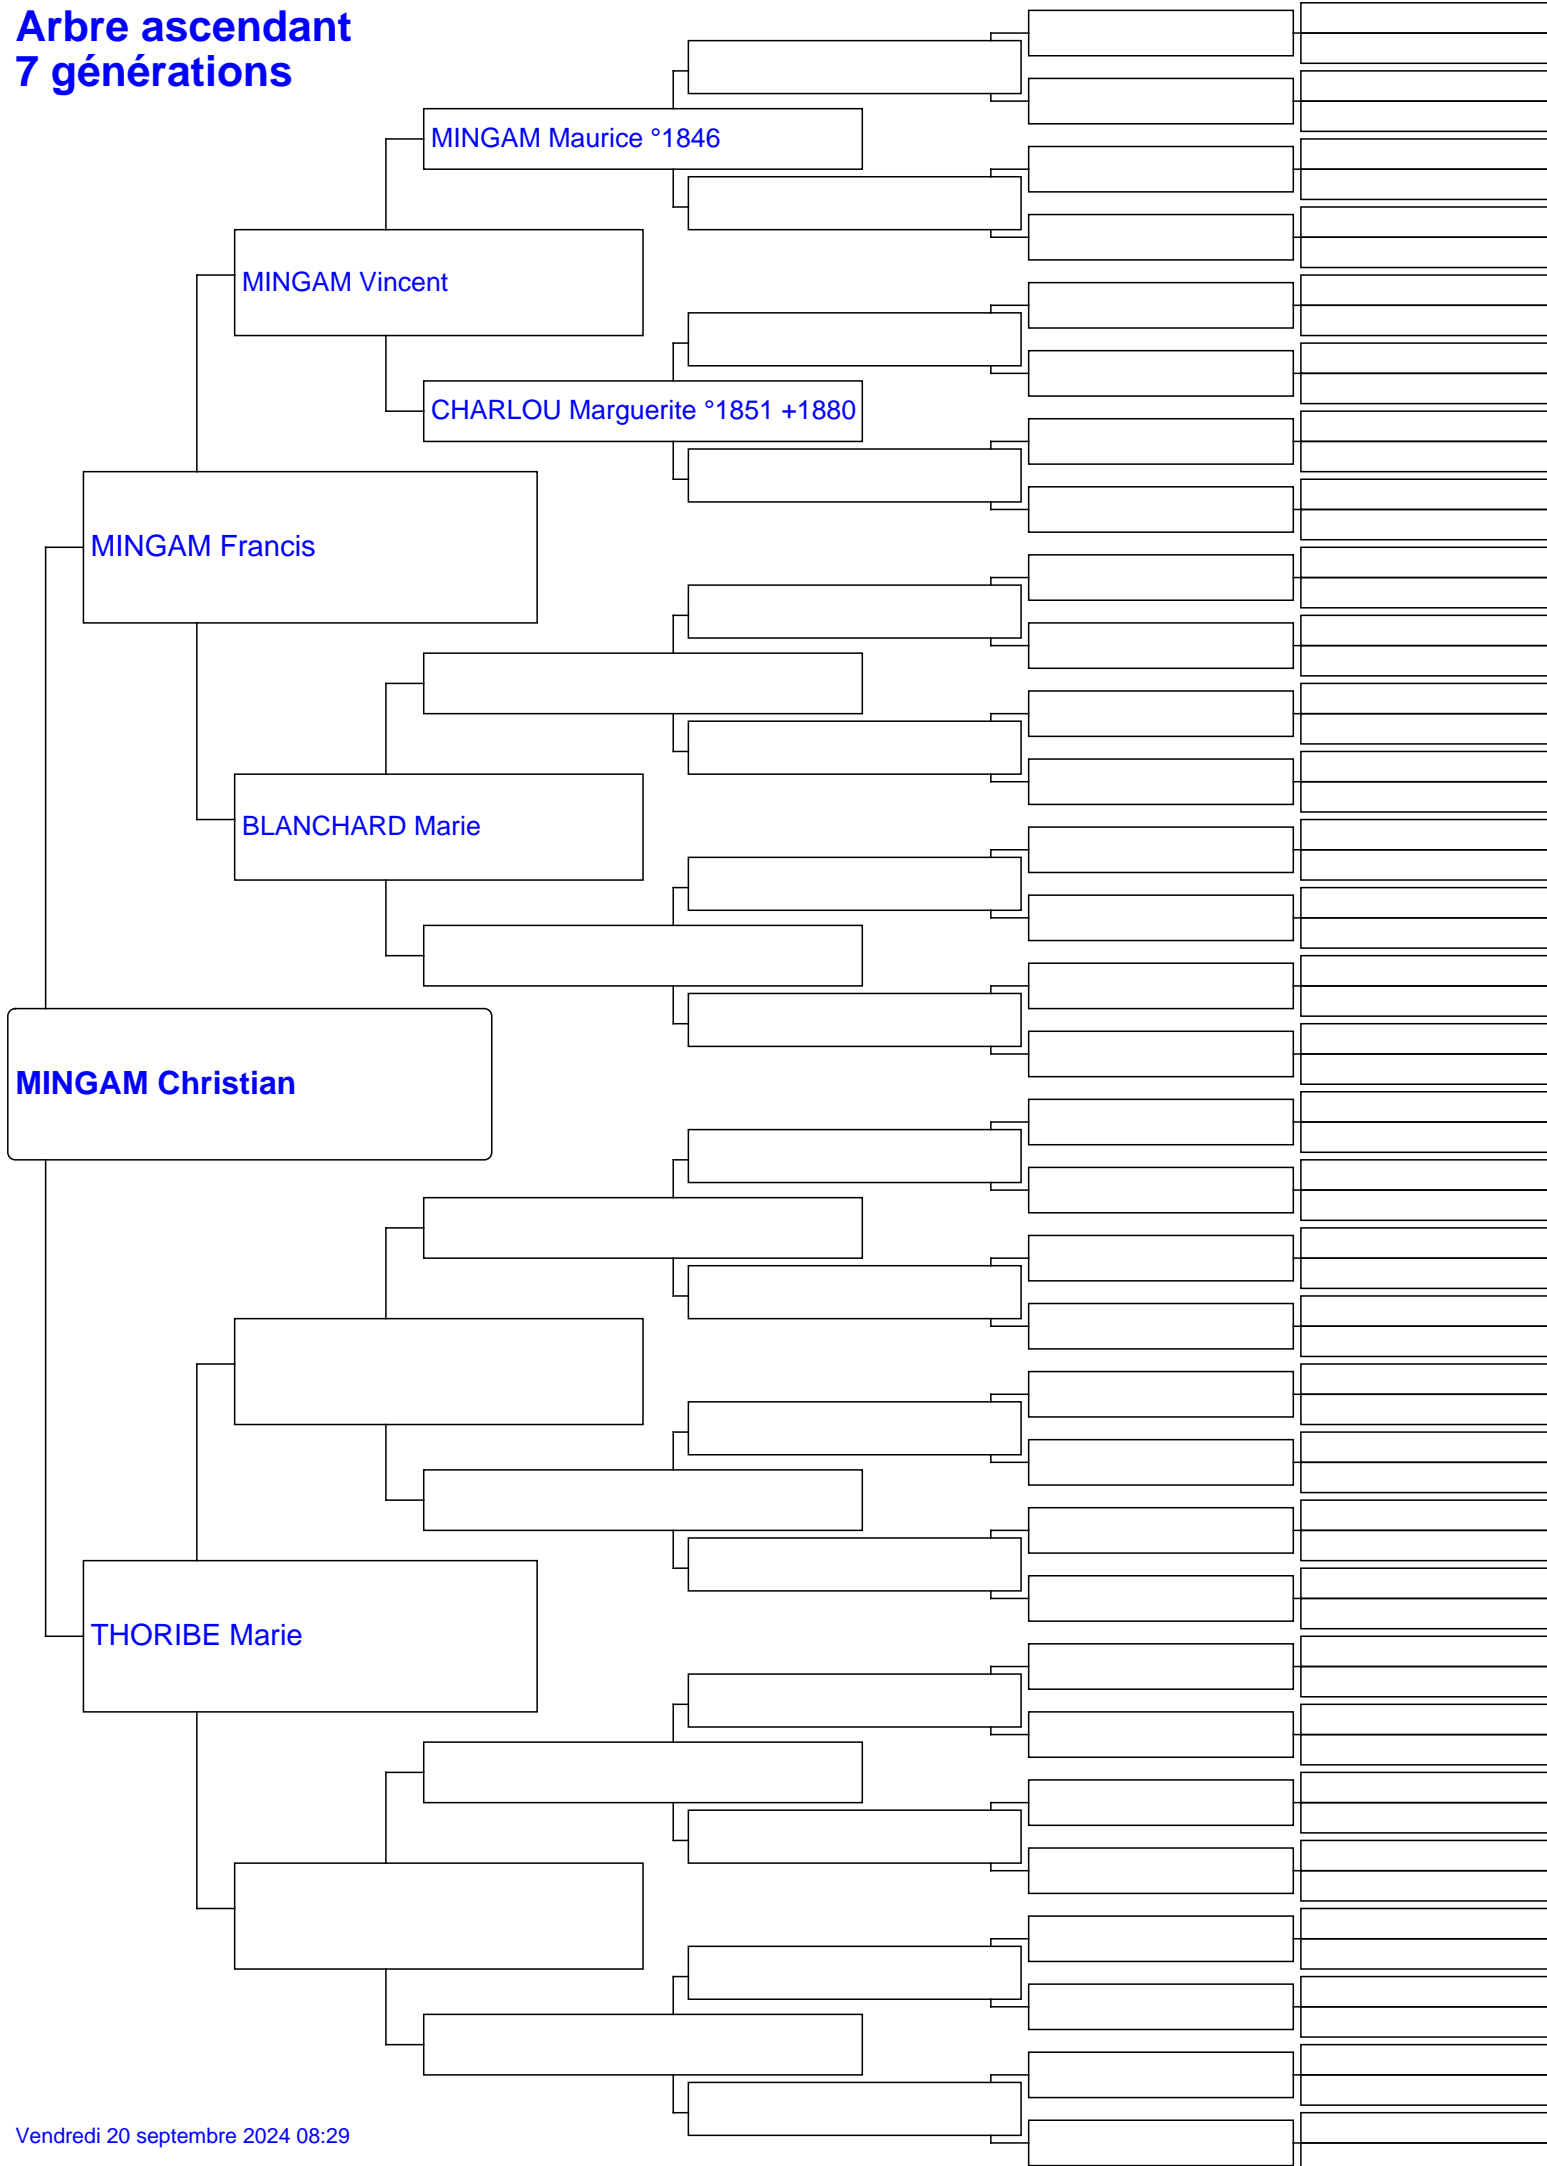 Arbre ascendant
7 générations
MINGAM Maurice °1846
MINGAM Vincent
CHARLOU Marguerite °1851 +1880
MINGAM Francis
BLANCHARD Marie
MINGAM Christian
THORIBE Marie
Vendredi 20 septembre 2024 08:29